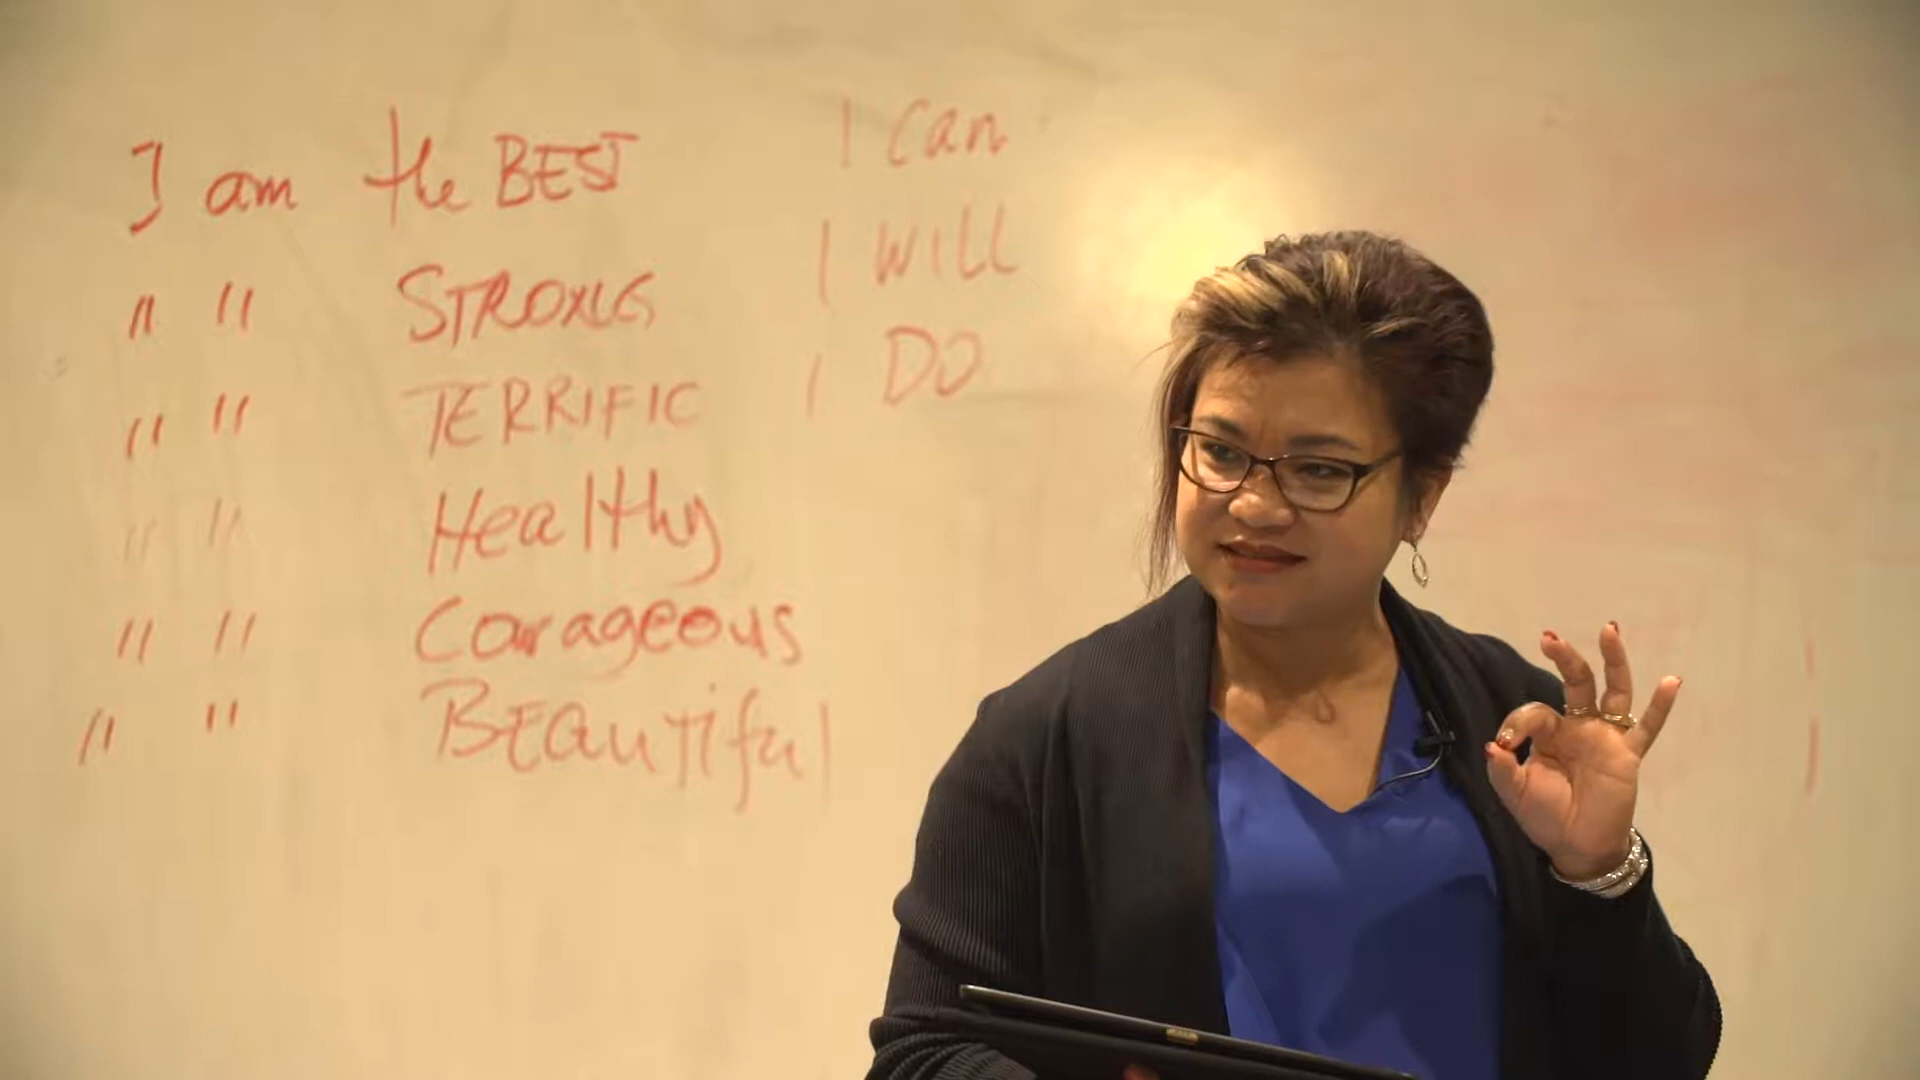 I am the BEST
" " STRONG
" " TERRIFIC
" " Healthy
" " Courageous
" " BEautiful
I Can
I WILL
I DO